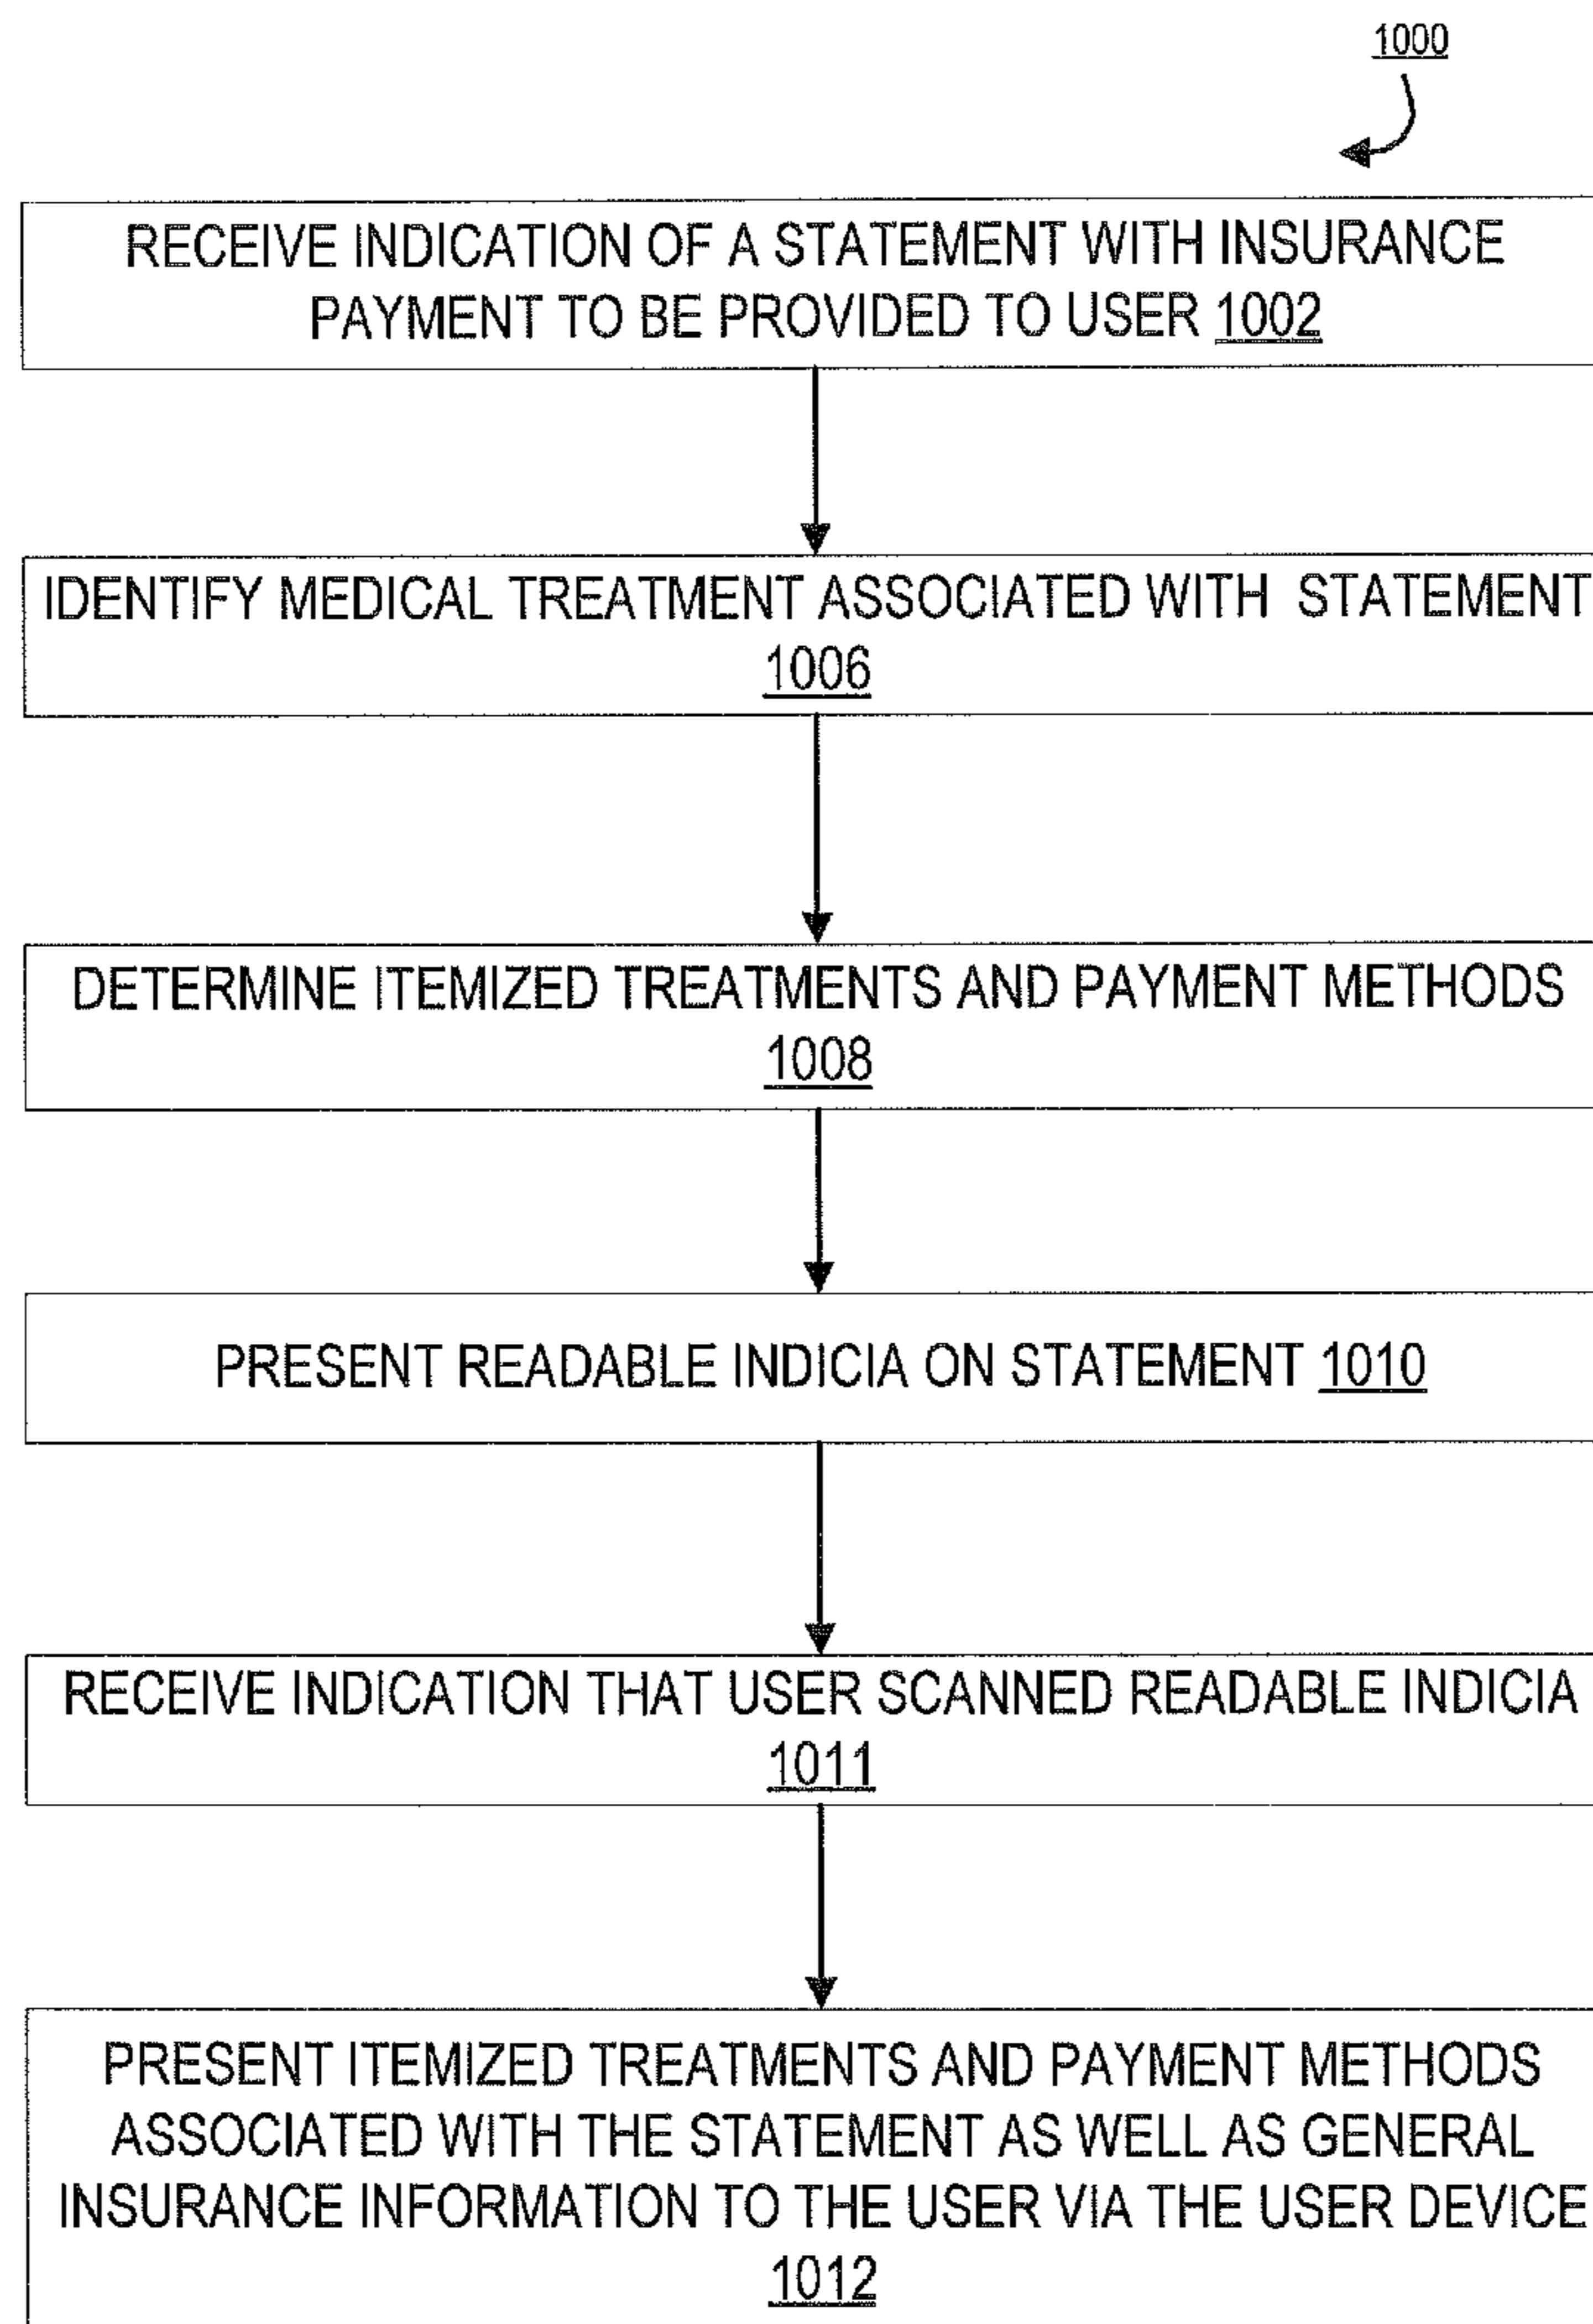 1000
RECEIVE INDICATION OF A STATEMENT WITH INSURANCE
PAYMENT TO BE PROVIDED TO USER 1002
IDENTIFY MEDICAL TREATMENT ASSOCIATED WITH STATEMENT
1006
DETERMINE ITEMIZED TREATMENTS AND PAYMENT METHODS
1008
PRESENT READABLE INDICIA ON STATEMENT 1010
RECEIVE INDICATION THAT USER SCANNED READABLE INDICIA
1011
PRESENT ITEMIZED TREATMENTS AND PAYMENT METHODS
ASSOCIATED WITH THE STATEMENT AS WELL AS GENERAL
INSURANCE INFORMATION TO THE USER VIA THE USER DEVICE
1012